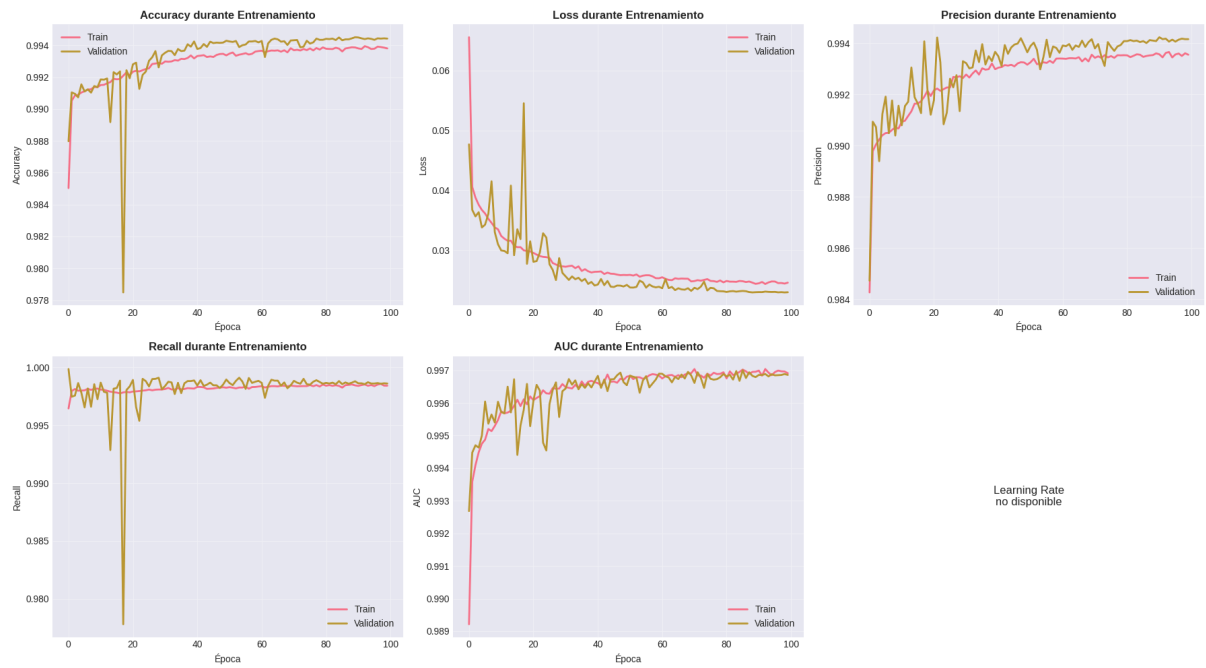 Accuracy durante Entrenamiento
Train
Validation
0.994
0.992
0.990
0.988
0.986
0.984
0.982
0.980
0.978
Accuracy
0
20
40
60
80
100
Época
Loss durante Entrenamiento
Train
Validation
0.06
0.05
0.04
0.03
Loss
0
20
40
60
80
100
Época
Precision durante Entrenamiento
0.994
0.992
0.990
0.988
0.986
0.984
Precision
Train
Validation
0
20
40
60
80
100
Época
Recall durante Entrenamiento
1.000
0.995
0.990
0.985
0.980
Recall
Train
Validation
0
20
40
60
80
100
Época
AUC durante Entrenamiento
0.997
0.996
0.995
0.994
0.993
0.992
0.991
0.990
0.989
AUC
Train
Validation
0
20
40
60
80
100
Época
Learning Rate
no disponible